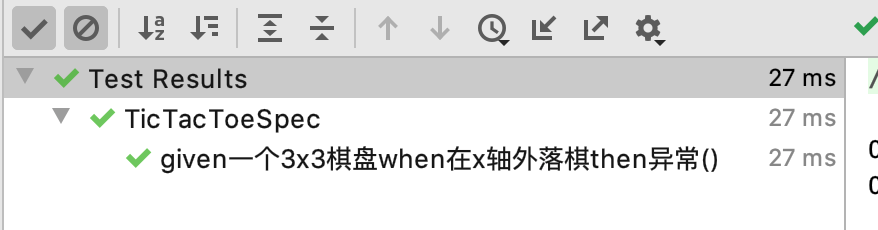 Test Results 27 ms
TicTacToeSpec 27 ms
given一个3x3棋盘when在x轴外落棋then异常() 27 ms